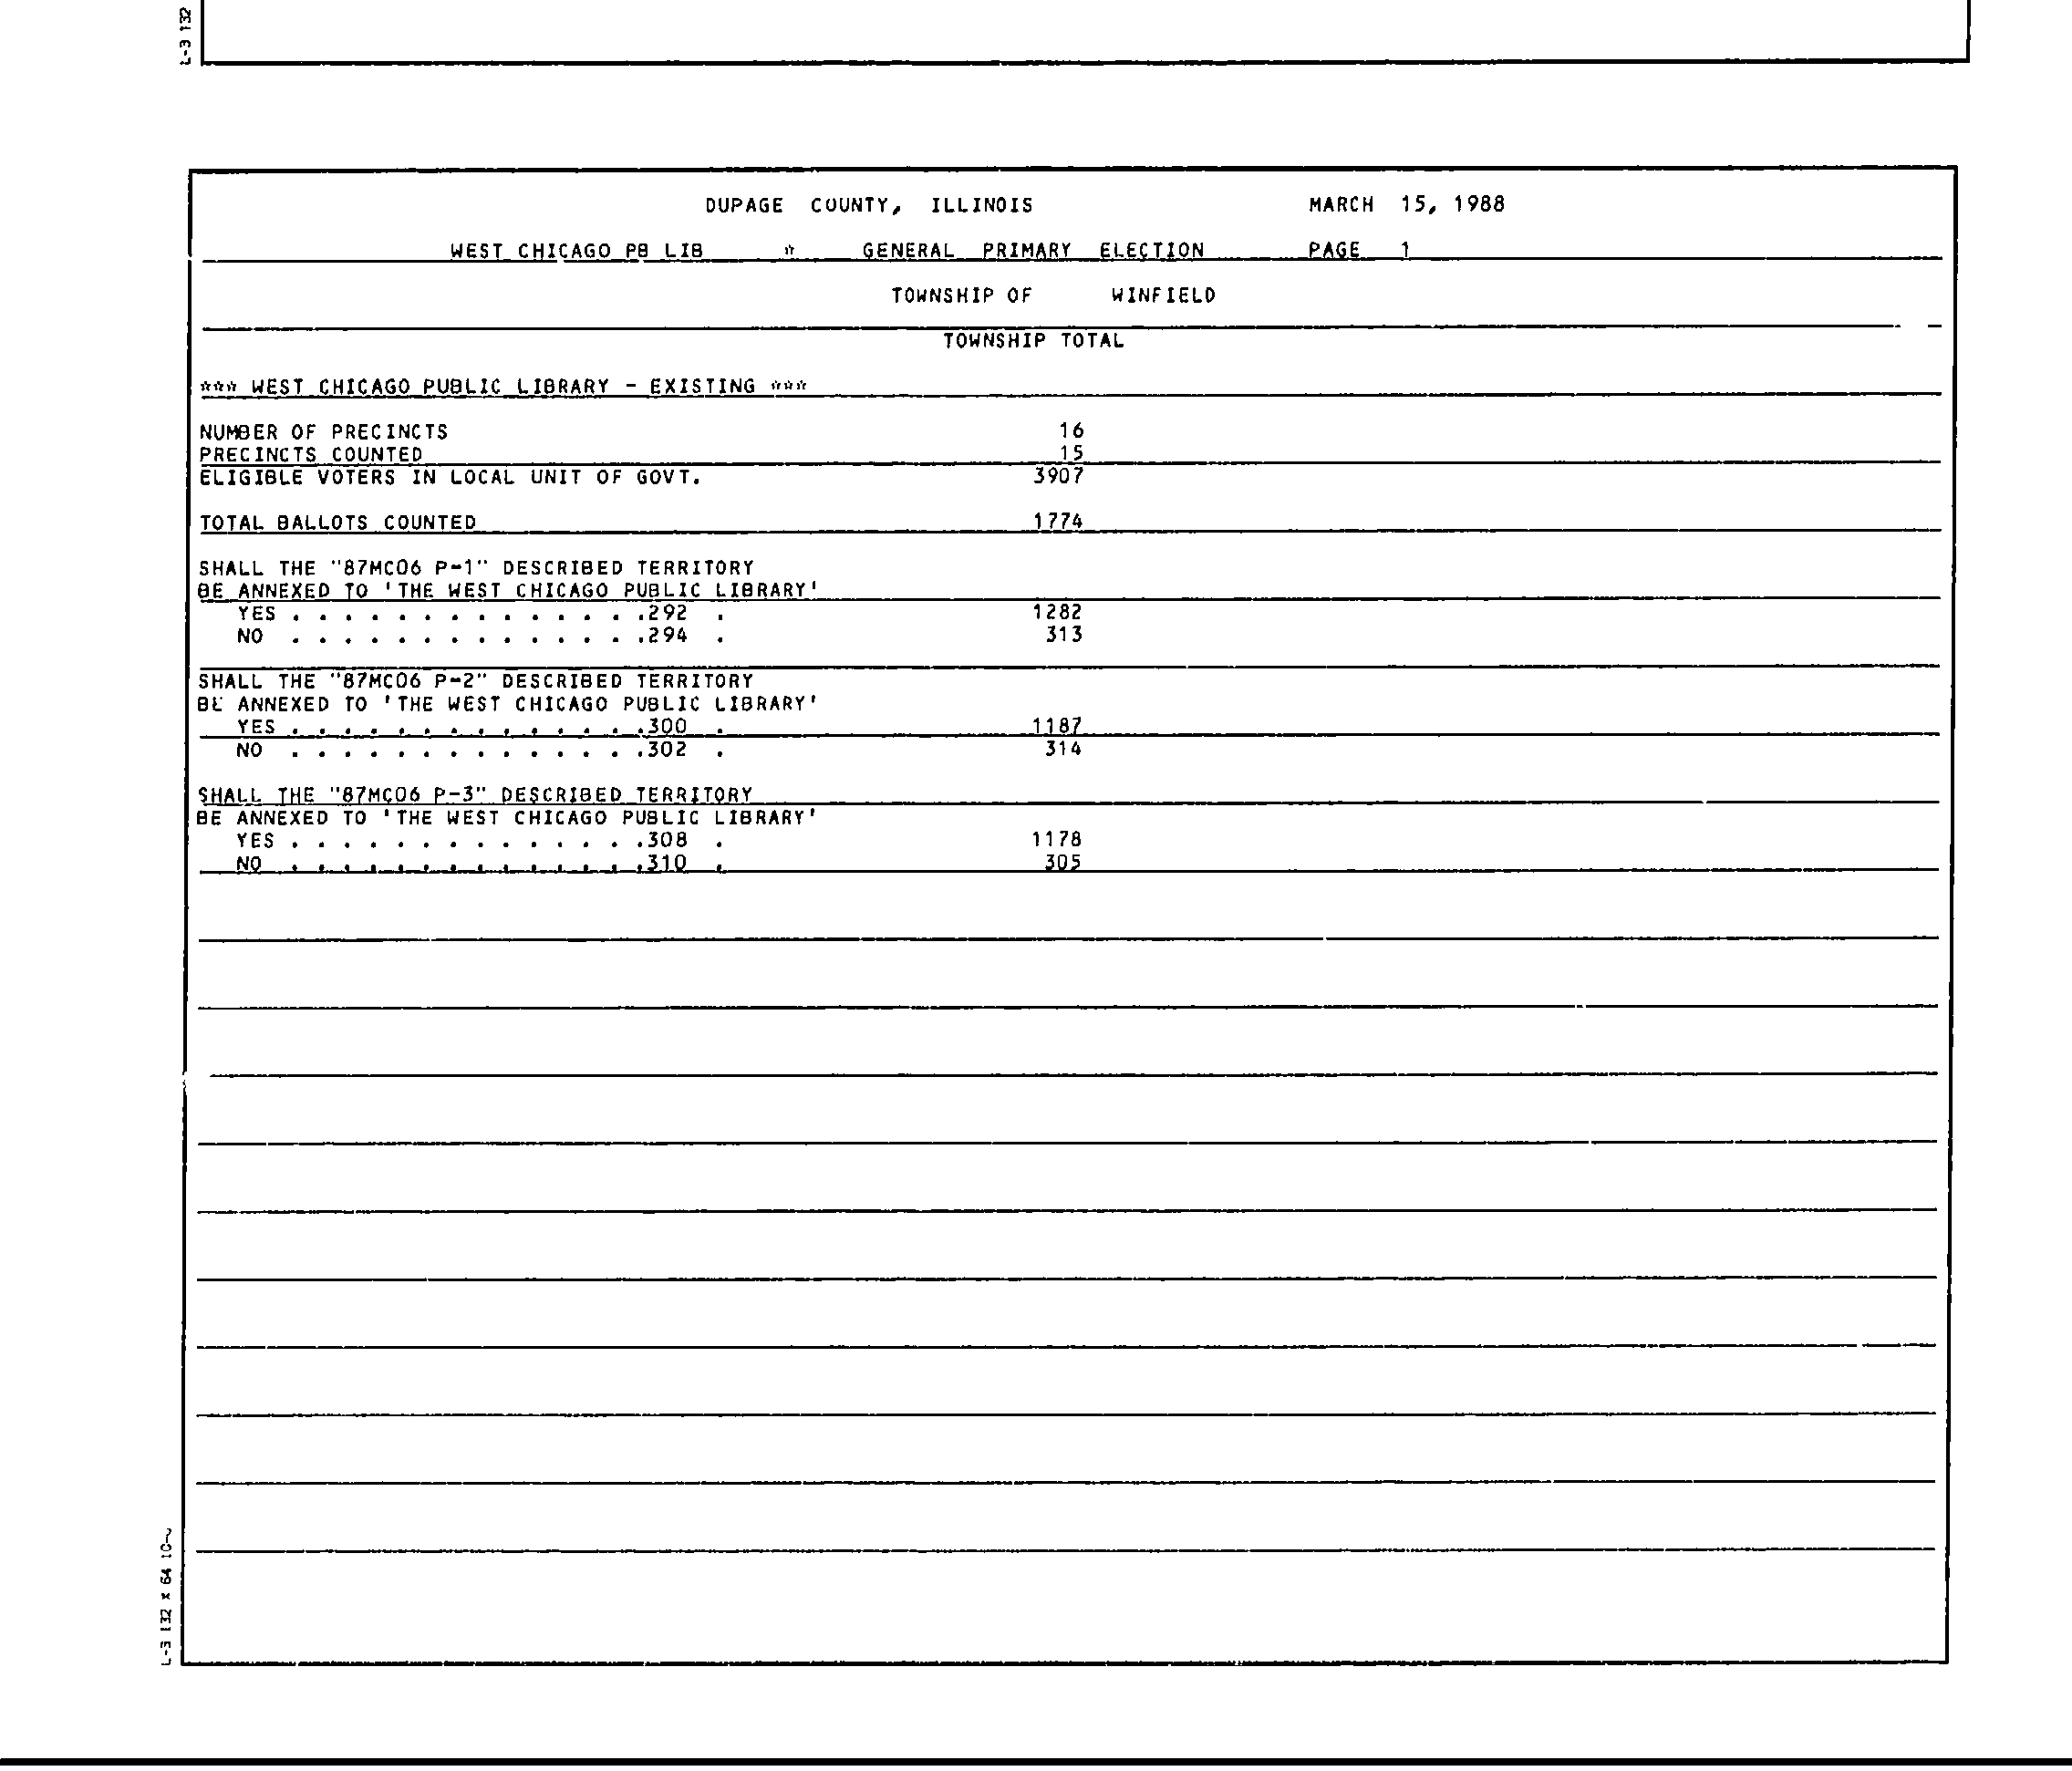 L-3 132
DUPAGE COUNTY, ILLINOIS MARCH 15, 1988
WEST CHICAGO PB LIB * GENERAL PRIMARY ELECTION PAGE 1
TOWNSHIP OF WINFIELD
TOWNSHIP TOTAL
*** WEST CHICAGO PUBLIC LIBRARY - EXISTING ***
NUMBER OF PRECINCTS 16
PRECINCTS COUNTED 15
ELIGIBLE VOTERS IN LOCAL UNIT OF GOVT. 3907
TOTAL BALLOTS COUNTED 1774
SHALL THE "87MC06 P-1" DESCRIBED TERRITORY
BE ANNEXED TO 'THE WEST CHICAGO PUBLIC LIBRARY'
YES . . . . . . . . . . . . . .292 . 1282
NO . . . . . . . . . . . . . .294 . 313
SHALL THE "87MC06 P-2" DESCRIBED TERRITORY
BE ANNEXED TO 'THE WEST CHICAGO PUBLIC LIBRARY'
YES . . . . . . . . . . . . . .300 . 1187
NO . . . . . . . . . . . . . .302 . 314
SHALL THE "87MC06 P-3" DESCRIBED TERRITORY
BE ANNEXED TO 'THE WEST CHICAGO PUBLIC LIBRARY'
YES . . . . . . . . . . . . . .308 . 1178
NO . . . . . . . . . . . . . .310 . 305
L-3 132 X 64